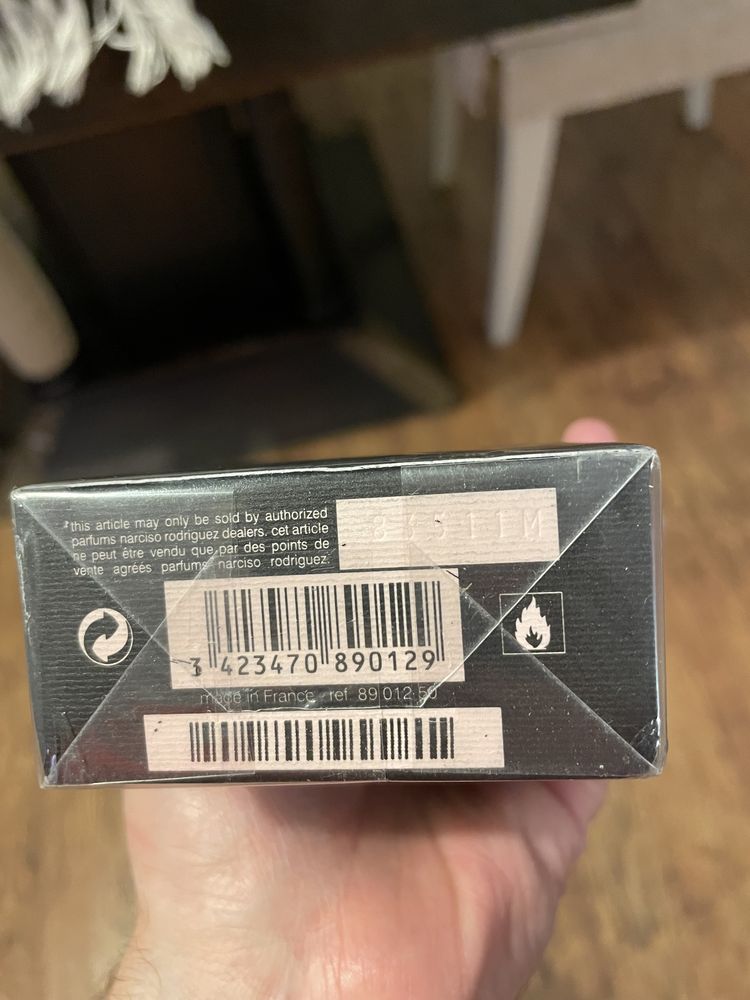 *this article may only be sold by authorized
parfums narciso rodriguez dealers. cet article
ne peut être vendu que par des points de
vente agréés parfums narciso rodriguez.
3 423470 890129
made in France - ref 89 012 50